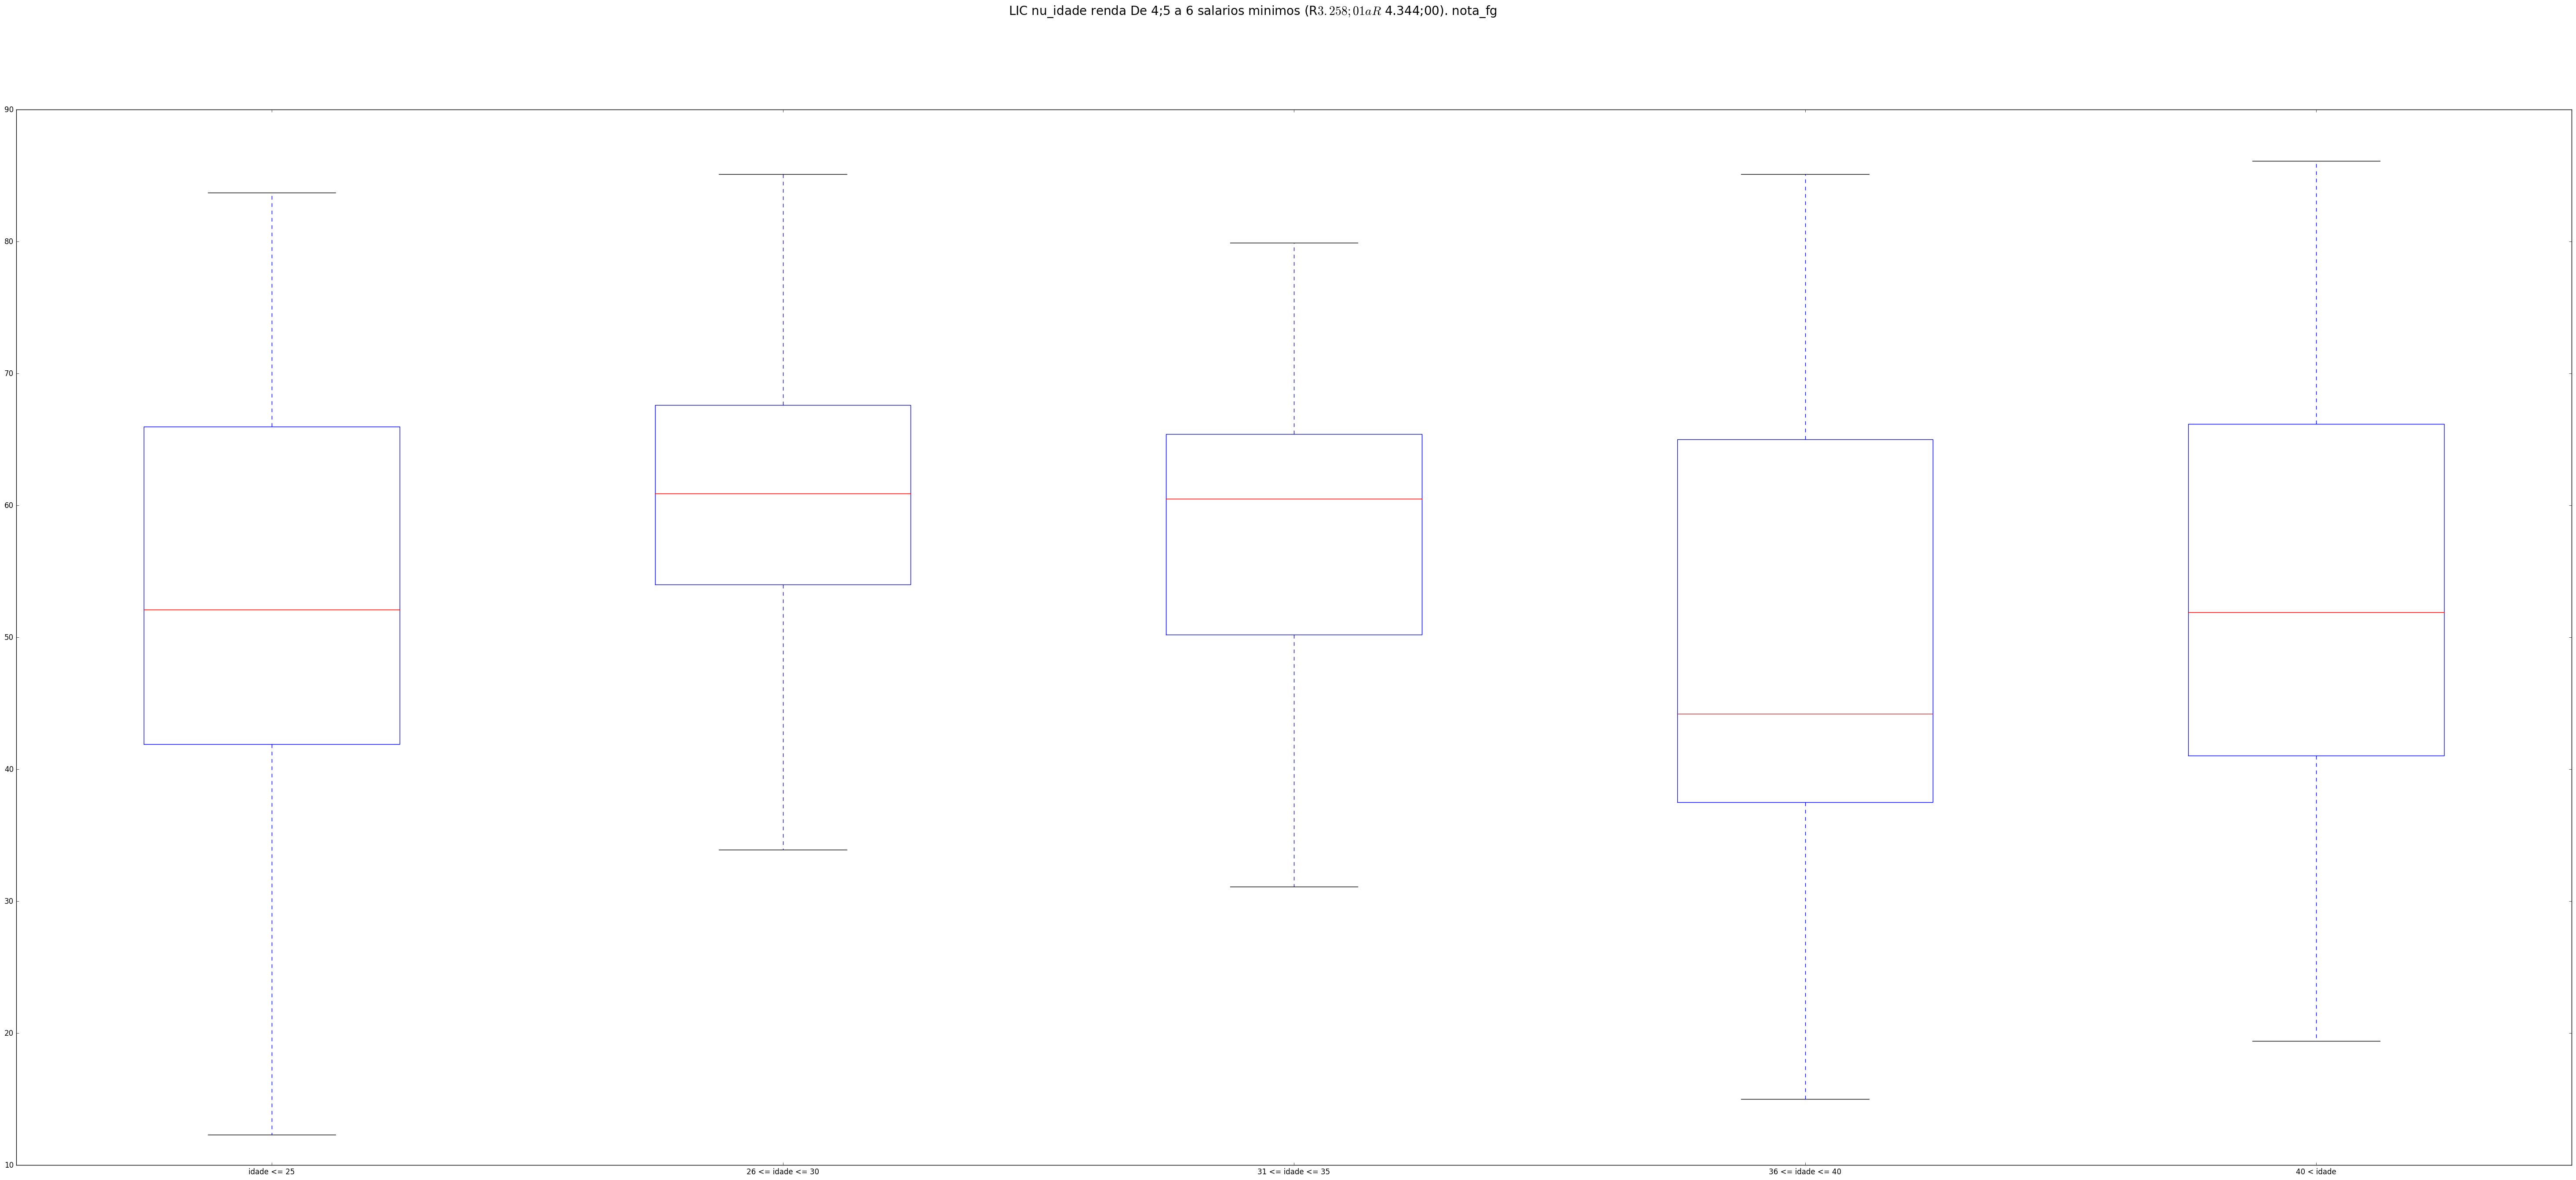 LIC nu_idade renda De 4;5 a 6 salarios minimos (R3.258;01aR 4.344;00). nota_fg
90
80
70
60
50
40
30
20
10
idade <= 25
26 <= idade <= 30
31 <= idade <= 35
36 <= idade <= 40
40 < idade